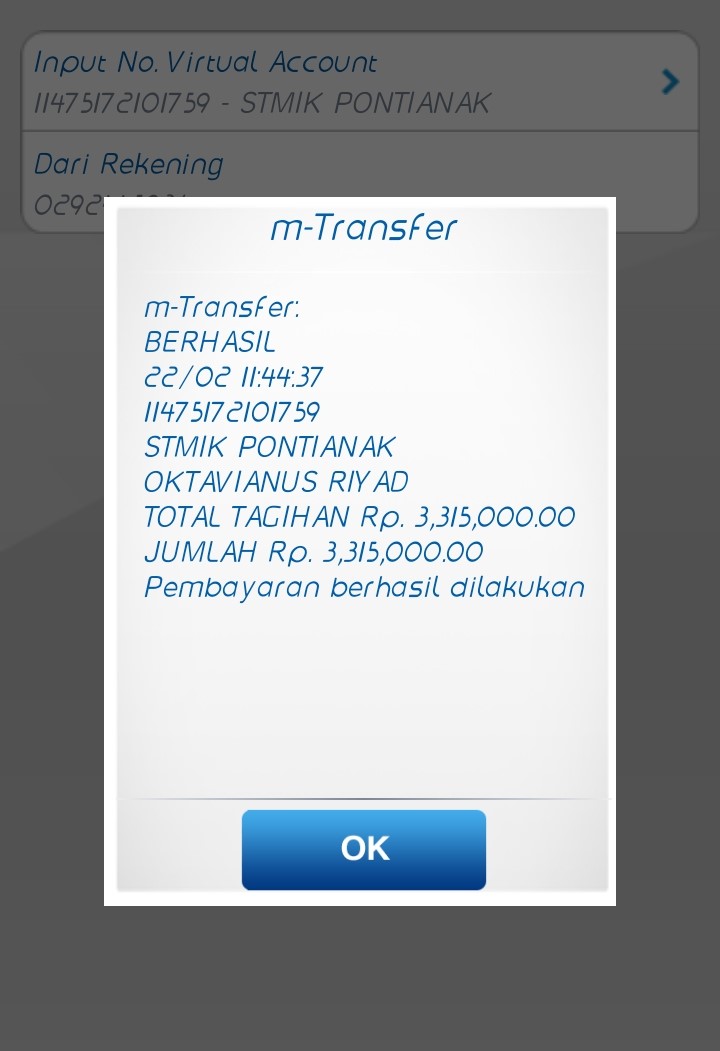 Input No. Virtual Account
11475172101759 - STMIK PONTIANAK
Dari Rekening
m-Transfer
m-Transfer:
BERHASIL
22/02 11:44:37
11475172101759
STMIK PONTIANAK
OKTAVIANUS RIYAD
TOTAL TAGIHAN Rp. 3,315,000.00
JUMLAH Rp. 3,315,000.00
Pembayaran berhasil dilakukan
OK